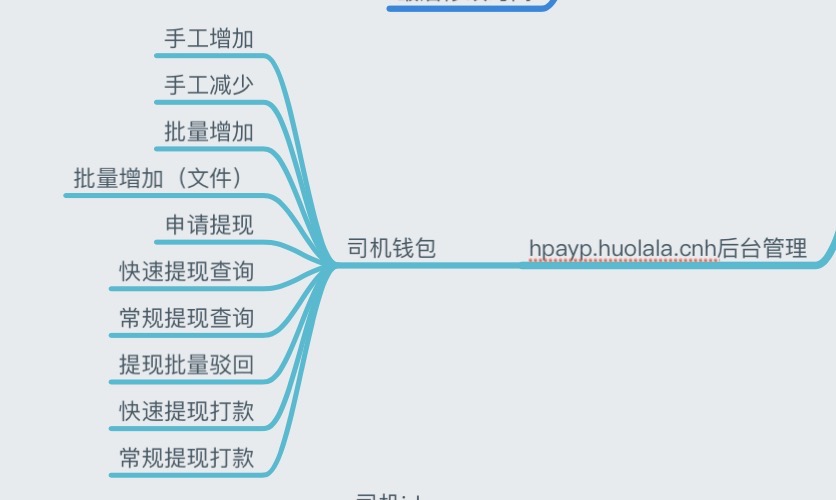 手工增加
手工减少
批量增加
批量增加（文件）
申请提现
司机钱包
hpayp.huolala.cnh后台管理
快速提现查询
常规提现查询
提现批量驳回
快速提现打款
常规提现打款